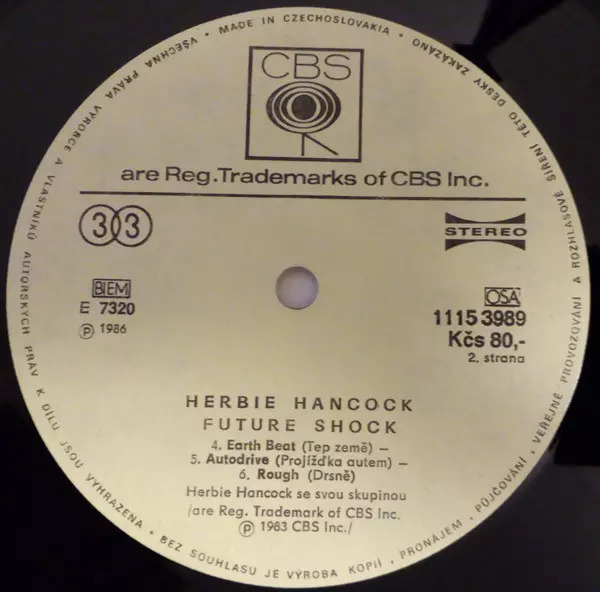 VŠECHNA PRÁVA VÝROBCE A VLASTNÍKŮ AUTORSKÝCH PRÁV K DÍLU JSOU VYHRAZENA • BEZ SOUHLASU JE VÝROBA KOPIÍ, PRONÁJEM, PŮJČOVÁNÍ, VEŘEJNÉ PROVOZOVÁNÍ A ROZHLASOVÉ ŠÍŘENÍ TÉTO DESKY ZAKÁZÁNO • MADE IN CZECHOSLOVAKIA •
CBS
are Reg.Trademarks of CBS Inc.
33
STEREO
BIEM
OSA
E 7320
1115 3989
Ⓟ 1986
Kčs 80,-
2. strana
HERBIE HANCOCK
FUTURE SHOCK
4. Earth Beat (Tep země) –
5. Autodrive (Projížďka autem) –
6. Rough (Drsně)
Herbie Hancock se svou skupinou
/are Reg. Trademark of CBS Inc.
Ⓟ 1983 CBS Inc./